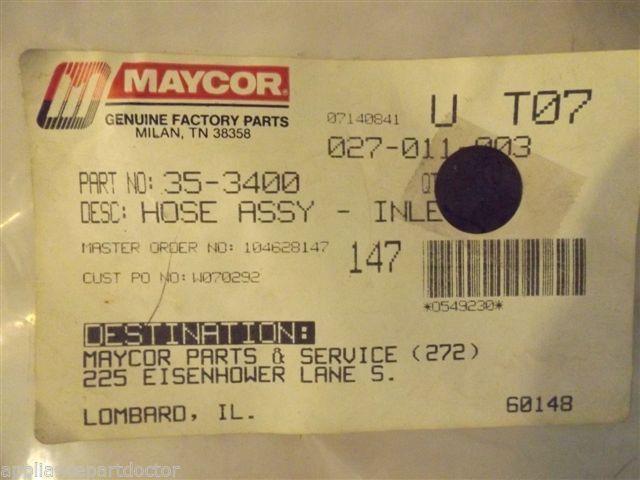 MAYCOR
GENUINE FACTORY PARTS
MILAN, TN 38358
07140841 U T07
027-011-003
PART NO: 35-3400
DESC: HOSE ASSY - INLE
MASTER ORDER NO: 104628147 147
CUST PO NO: W070292
*0549230*
DESTINATION:
MAYCOR PARTS & SERVICE (272)
225 EISENHOWER LANE S.
LOMBARD, IL. 60148
appliancepartdoctor